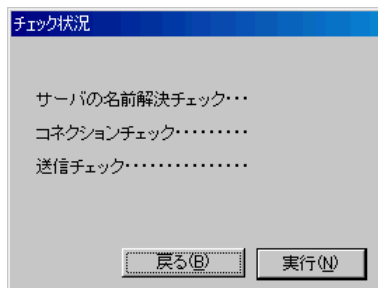 チェック状況
サーバの名前解決チェック・・・
コネクションチェック・・・・・・・・・
送信チェック・・・・・・・・・・・・・・・
戻る(B)
実行(N)